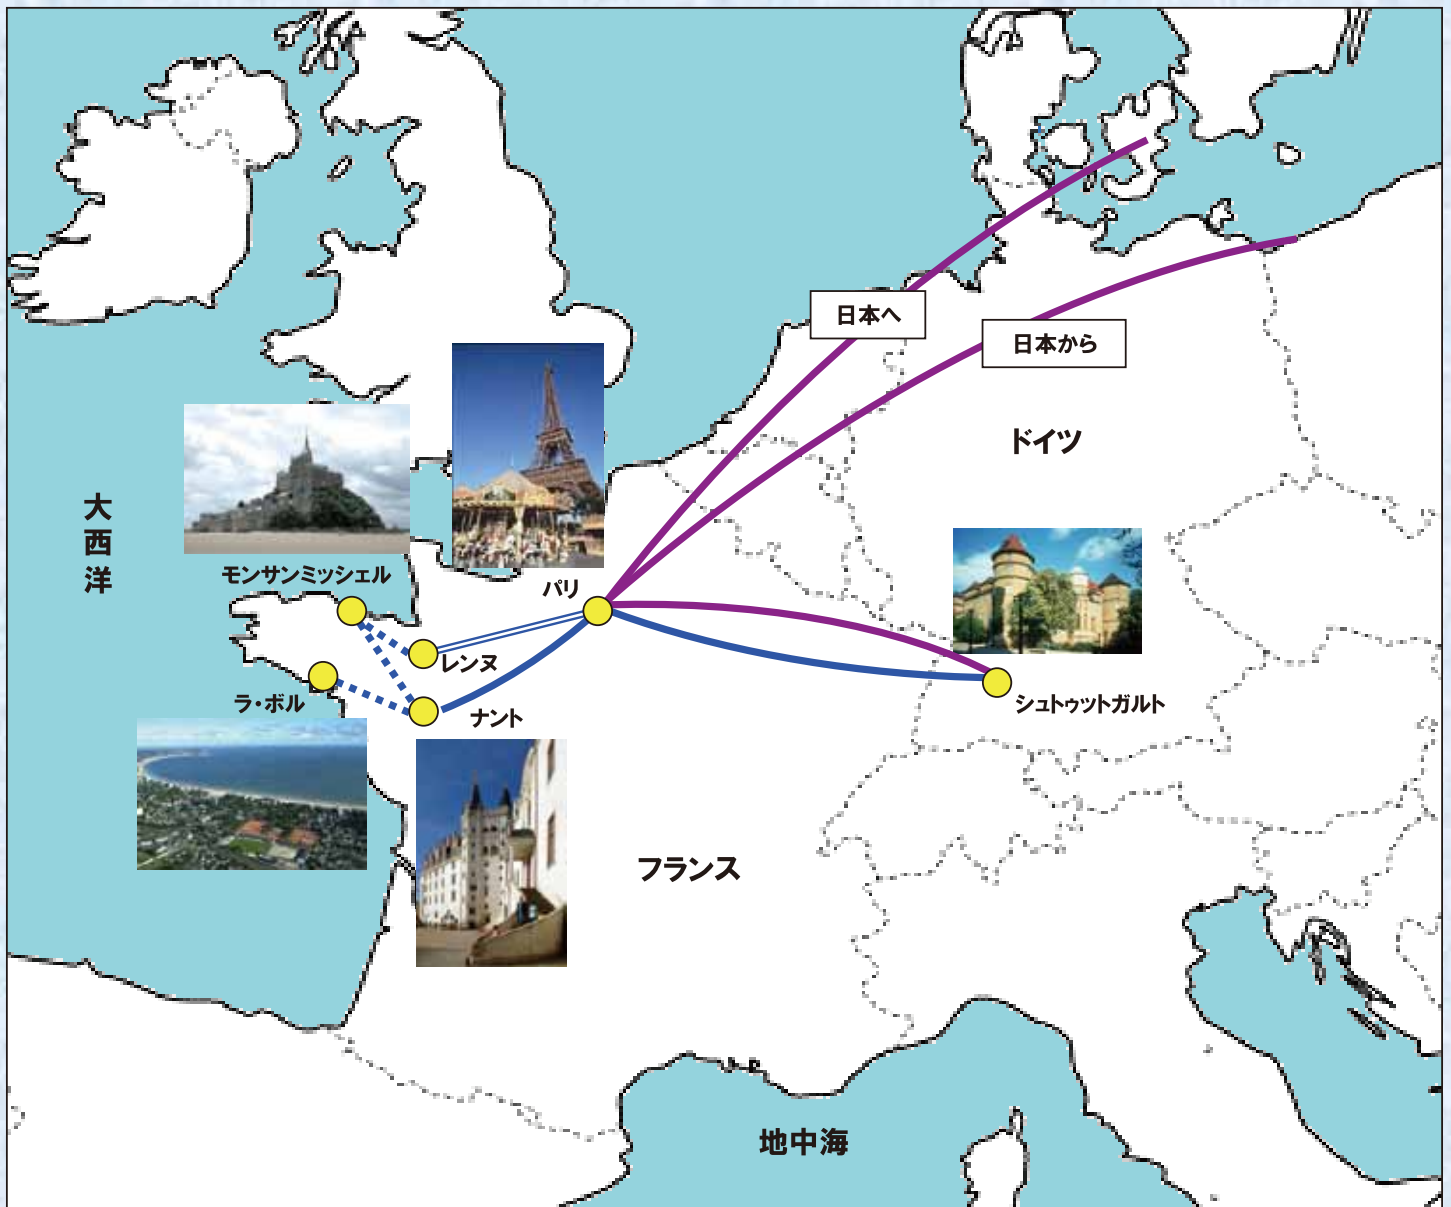 日本へ
日本から
ドイツ
大西洋
モンサンミッシェル
パリ
レンヌ
ラ・ボル
ナント
シュトゥットガルト
フランス
地中海